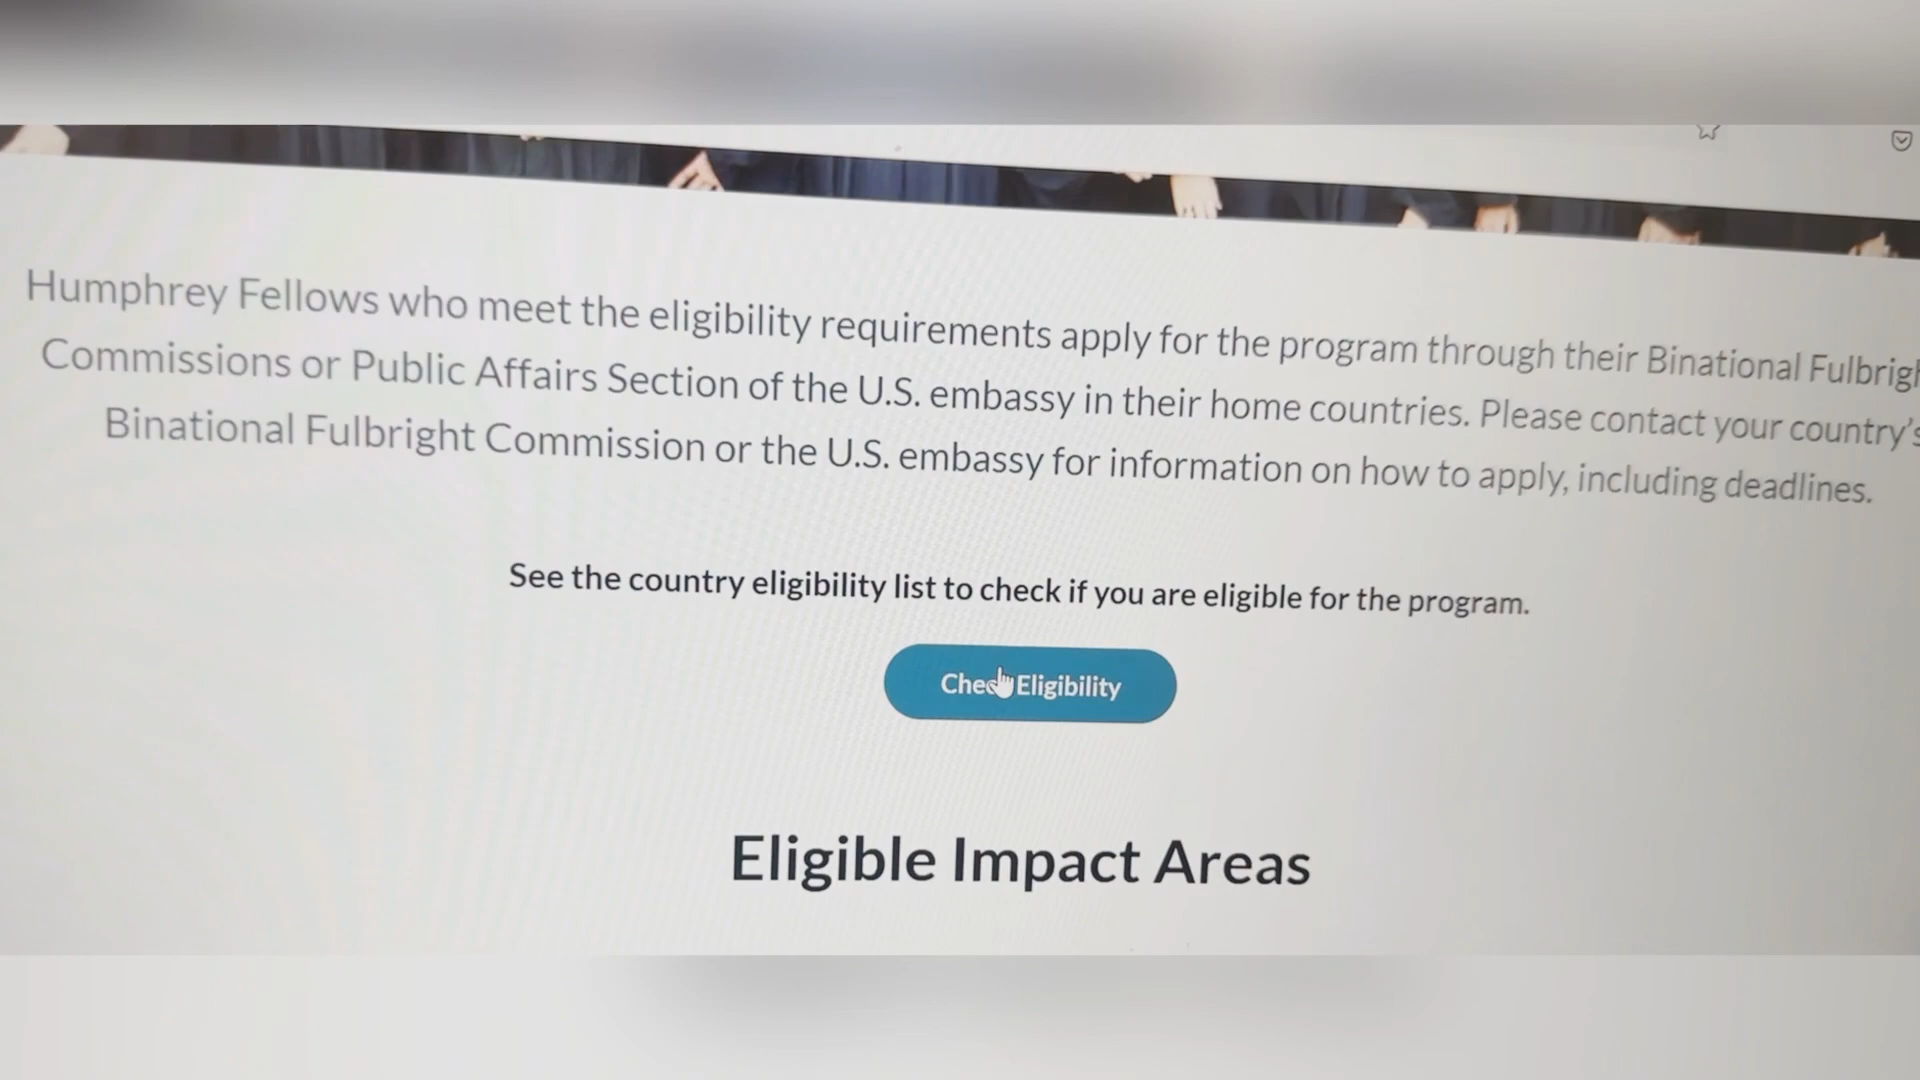 Humphrey Fellows who meet the eligibility requirements apply for the program through their Binational
Commissions or Public Affairs Section of the U.S. embassy in their home countries. Please contact your country's
Binational Fulbright Commission or the U.S. embassy for information on how to apply, including deadlines.
See the country eligibility list to check if you are eligible for the program.
Check Eligibility
Eligible Impact Areas